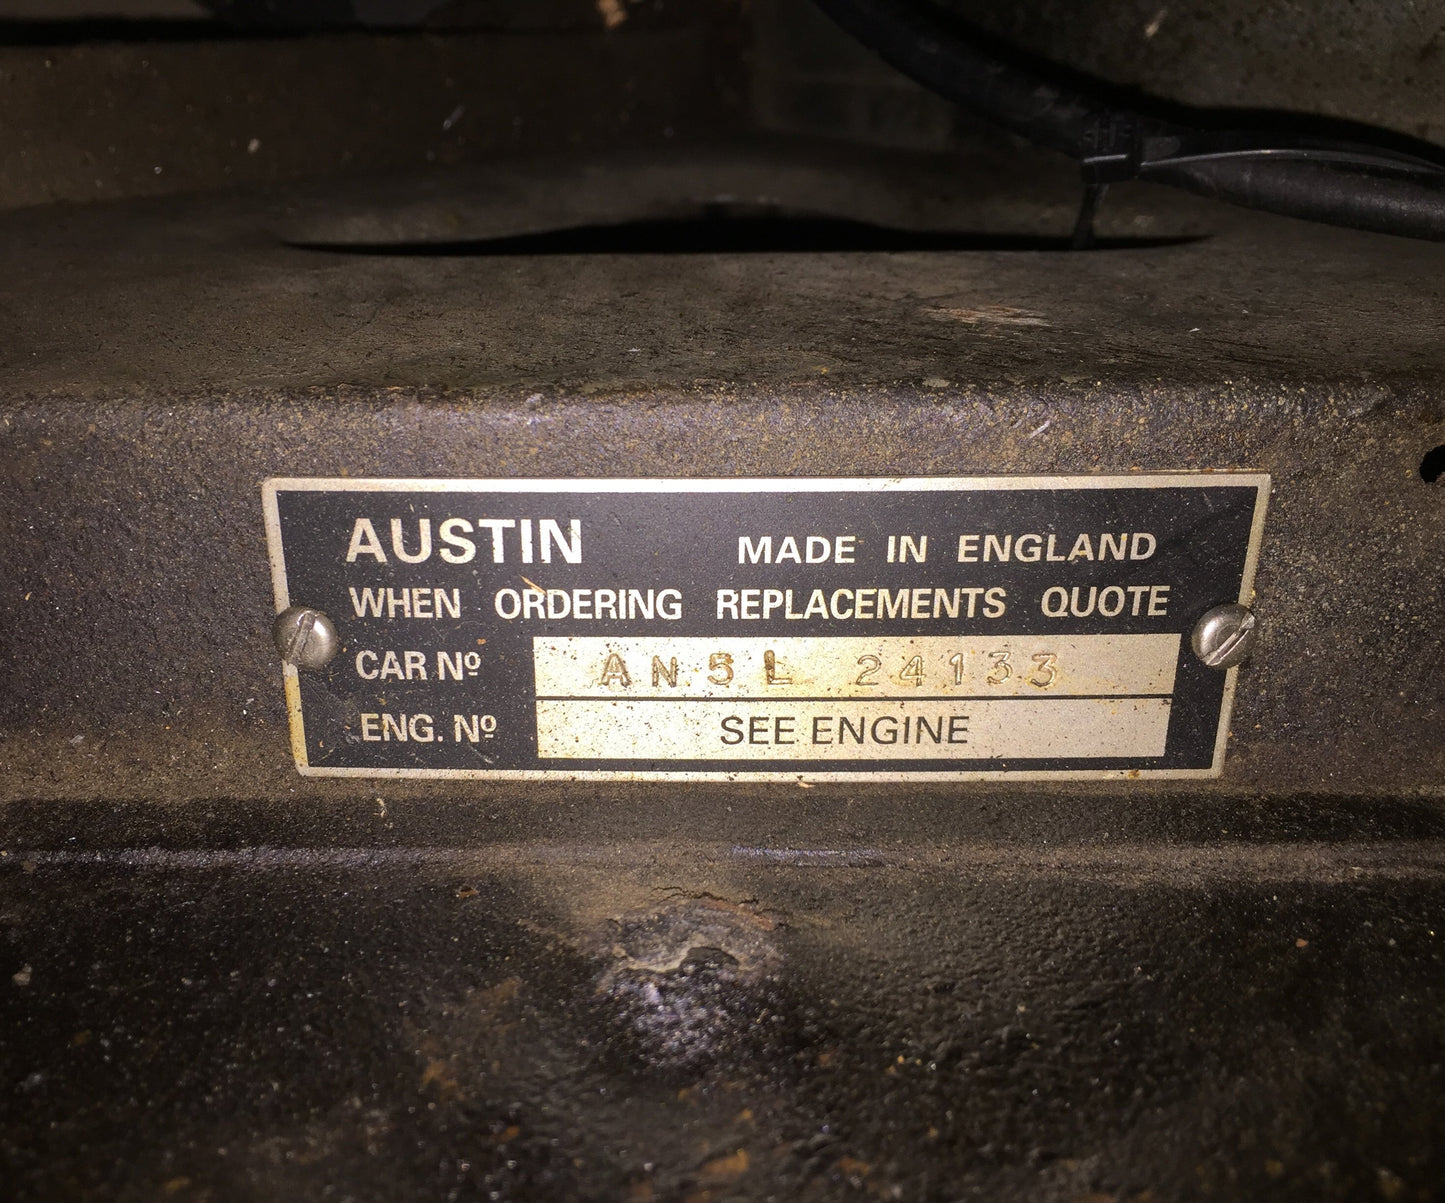 AUSTIN MADE IN ENGLAND
WHEN ORDERING REPLACEMENTS QUOTE
CAR Nº AN5L 24133
ENG. Nº SEE ENGINE